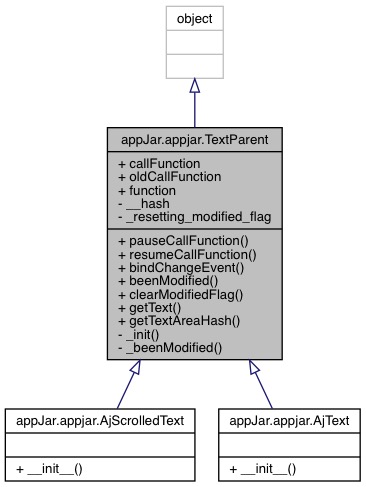 object
appJar.appjar.TextParent
+ callFunction
+ oldCallFunction
+ function
- __hash
- _resetting_modified_flag
+ pauseCallFunction()
+ resumeCallFunction()
+ bindChangeEvent()
+ beenModified()
+ clearModifiedFlag()
+ getText()
+ getTextAreaHash()
- _init()
- _beenModified()
appJar.appjar.AjScrolledText
+ __init__()
appJar.appjar.AjText
+ __init__()